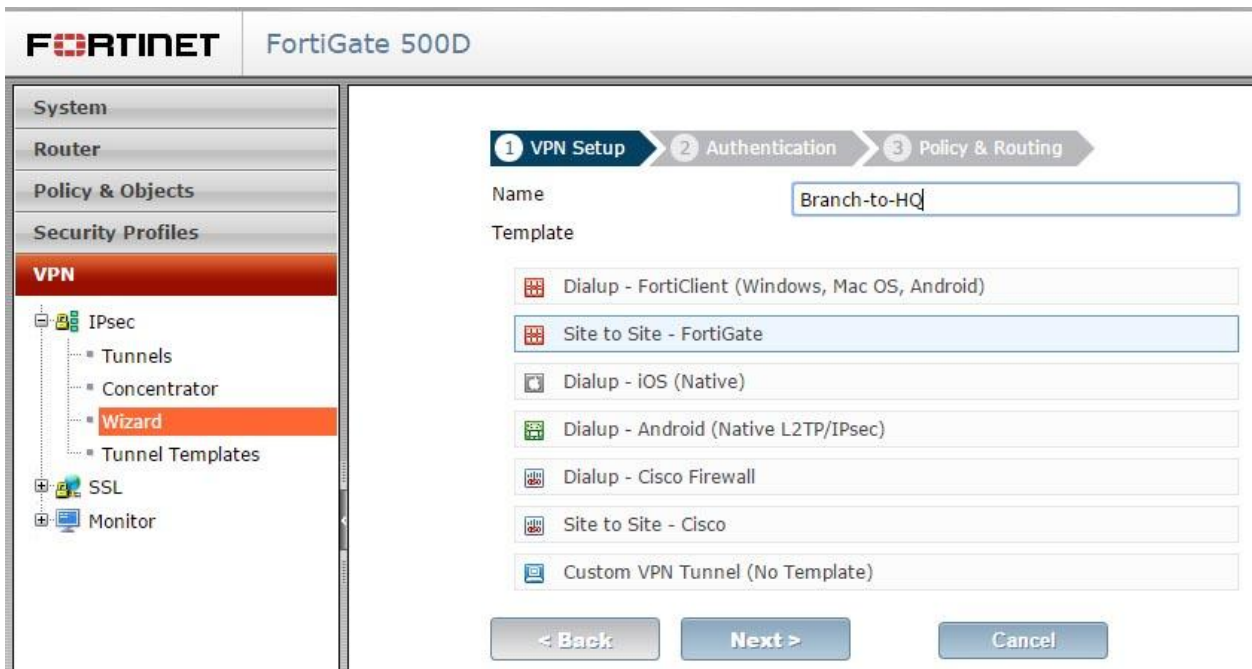 FORTINET FortiGate 500D
System
Router
Policy & Objects
Security Profiles
VPN
IPsec
Tunnels
Concentrator
Wizard
Tunnel Templates
SSL
Monitor
1 VPN Setup 2 Authentication 3 Policy & Routing
Name Branch-to-HQ
Template
Dialup - FortiClient (Windows, Mac OS, Android)
Site to Site - FortiGate
Dialup - iOS (Native)
Dialup - Android (Native L2TP/IPsec)
Dialup - Cisco Firewall
Site to Site - Cisco
Custom VPN Tunnel (No Template)
< Back Next > Cancel